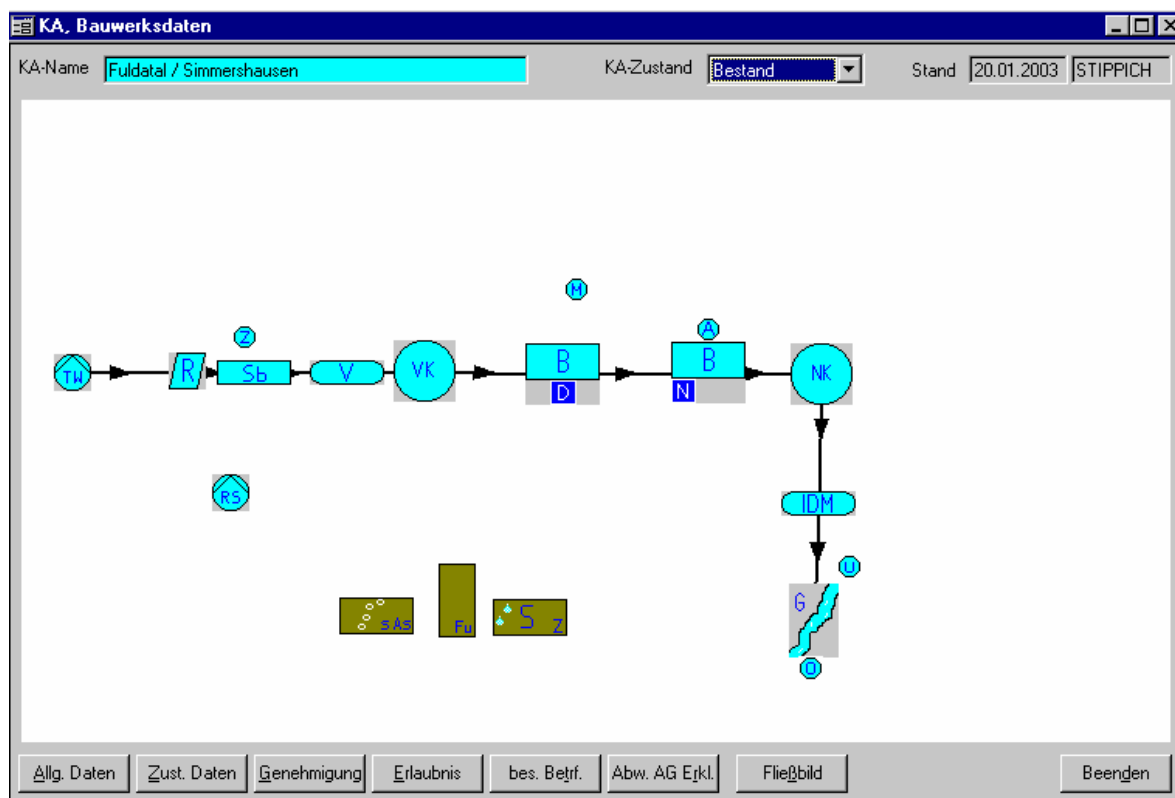 KA, Bauwerksdaten
KA-Name Fuldatal / Simmershausen KA-Zustand Bestand Stand 20.01.2003 STIPPICH
M
Z A
TW R Sb V VK B B NK
D N
RS IDM
U
sAs Fu S Z G
O
Allg. Daten Zust. Daten Genehmigung Erlaubnis bes. Betrf. Abw. AG Erkl. Fließbild Beenden